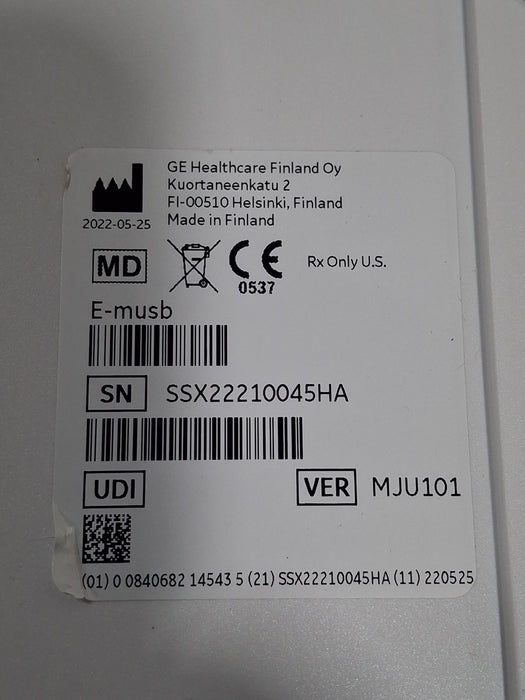 GE Healthcare Finland Oy
Kuortaneenkatu 2
FI-00510 Helsinki, Finland
2022-05-25 Made in Finland
MD CE Rx Only U.S.
0537
E-musb
SN SSX22210045HA
UDI VER MJU101
(01) 0 0840682 14543 5 (21) SSX22210045HA (11) 220525